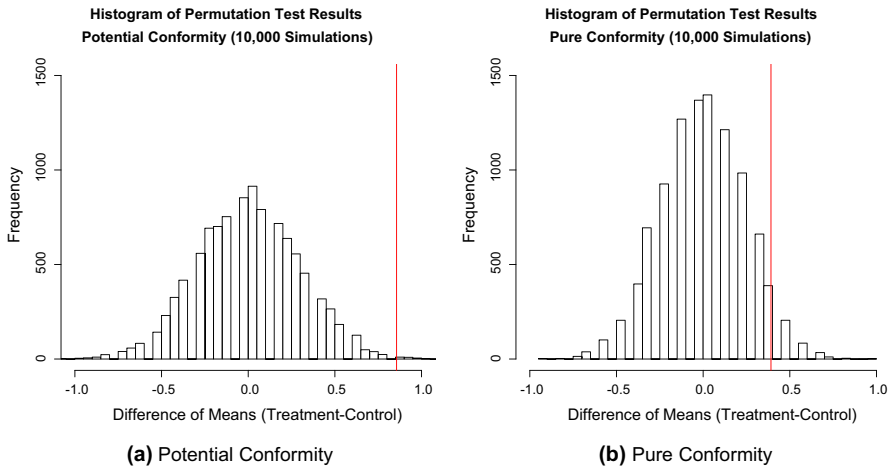 Histogram of Permutation Test Results
Potential Conformity (10,000 Simulations)
Frequency
1500
1000
500
0
-1.0
-0.5
0.0
0.5
1.0
Difference of Means (Treatment-Control)
(a) Potential Conformity
Histogram of Permutation Test Results
Pure Conformity (10,000 Simulations)
Frequency
1500
1000
500
0
-1.0
-0.5
0.0
0.5
1.0
Difference of Means (Treatment-Control)
(b) Pure Conformity